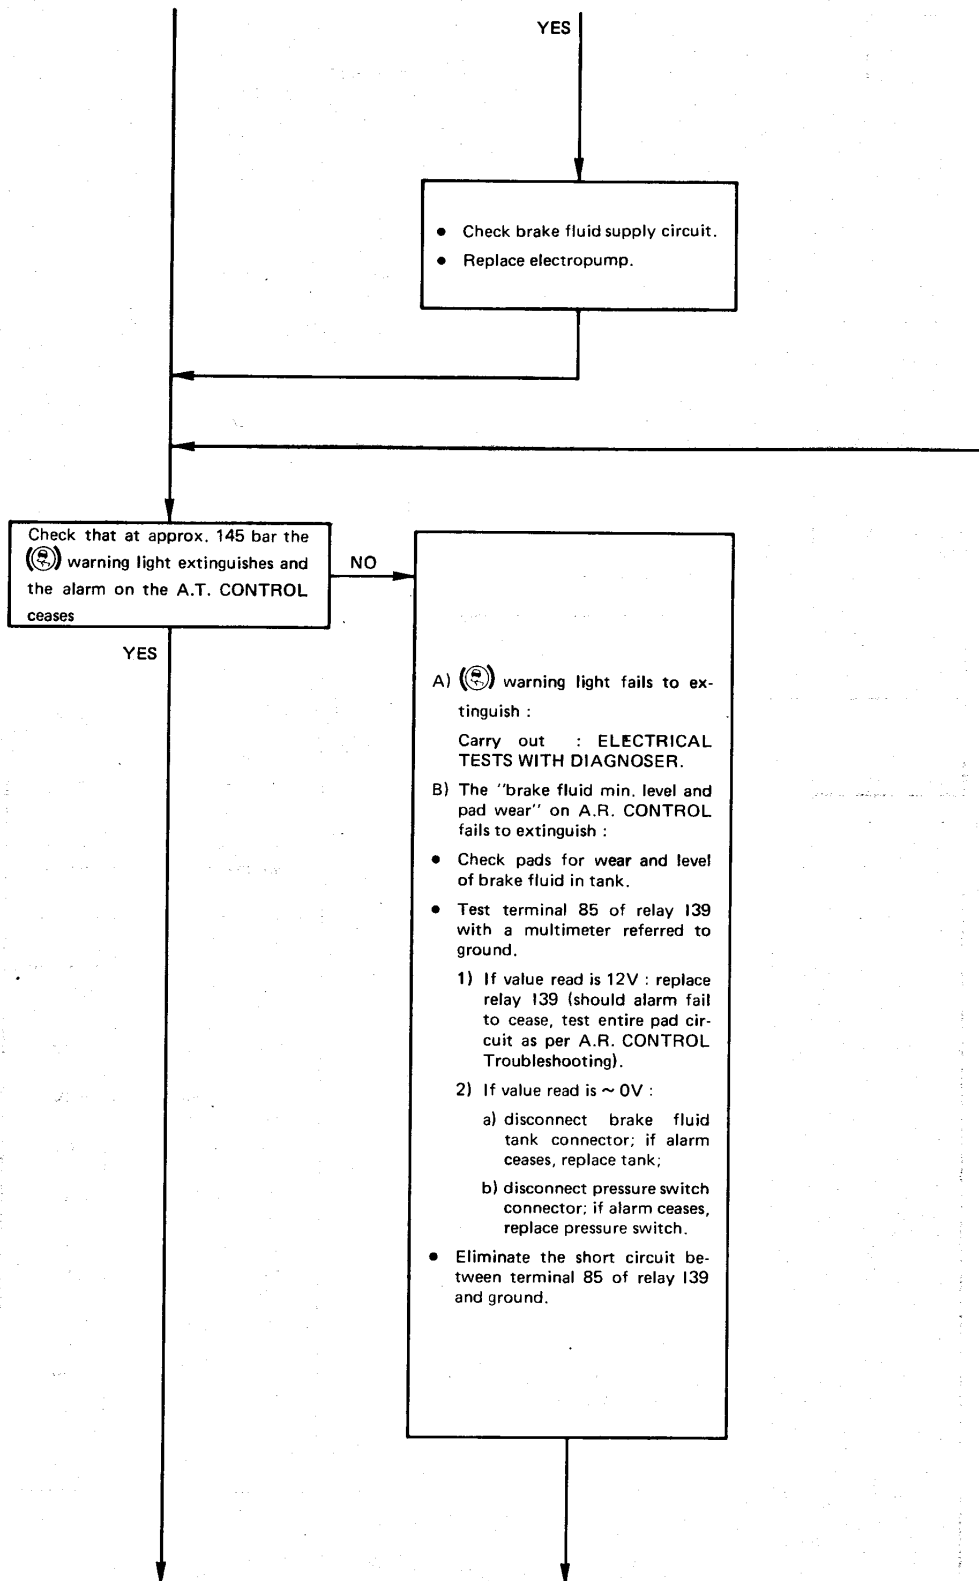 YES
• Check brake fluid supply circuit.
• Replace electropump.
Check that at approx. 145 bar the
warning light extinguishes and
the alarm on the A.T. CONTROL
ceases
NO
YES
A) warning light fails to ex-
tinguish :
Carry out : ELECTRICAL
TESTS WITH DIAGNOSER.
B) The "brake fluid min. level and
pad wear" on A.R. CONTROL
fails to extinguish :
• Check pads for wear and level
of brake fluid in tank.
• Test terminal 85 of relay I39
with a multimeter referred to
ground.
1) If value read is 12V : replace
relay I39 (should alarm fail
to cease, test entire pad cir-
cuit as per A.R. CONTROL
Troubleshooting).
2) If value read is ~ 0V :
a) disconnect brake fluid
tank connector; if alarm
ceases, replace tank;
b) disconnect pressure switch
connector; if alarm ceases,
replace pressure switch.
• Eliminate the short circuit be-
tween terminal 85 of relay I39
and ground.